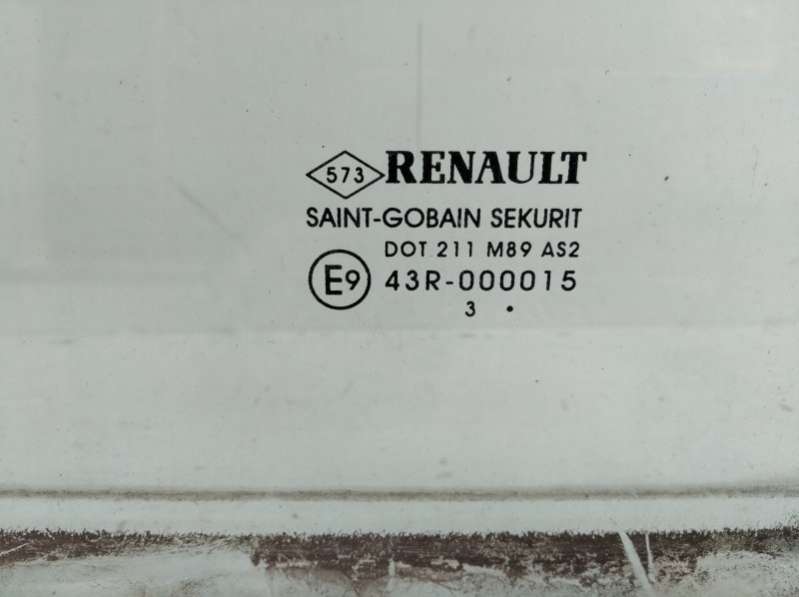 573 RENAULT
SAINT-GOBAIN SEKURIT
DOT 211 M89 AS2
E9 43R-000015
3 •